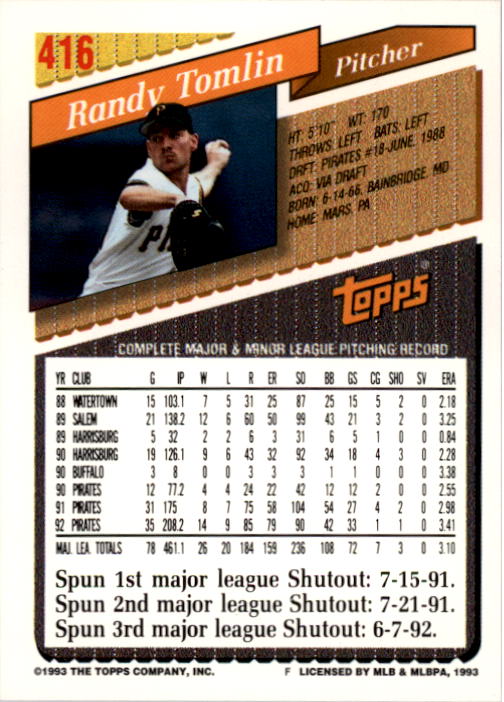 416
Randy Tomlin
Pitcher
HT: 5'10" WT: 170
THROWS: LEFT BATS: LEFT
DRFT: PIRATES #18-JUNE, 1988
ACQ: VIA DRAFT
BORN: 6-14-66, BAINBRIDGE, MD
HOME: MARS, PA
TOPPS®
COMPLETE MAJOR & MINOR LEAGUE PITCHING RECORD
YR CLUB G IP W L R ER SO BB GS CG SHO SV ERA
88 WATERTOWN 15 103.1 7 5 31 25 87 25 15 5 2 0 2.18
89 SALEM 21 138.2 12 6 60 50 99 43 21 3 2 0 3.25
89 HARRISBURG 5 32 2 2 6 3 31 6 5 1 0 0 0.84
90 HARRISBURG 19 126.1 9 6 43 32 92 34 18 4 3 0 2.28
90 BUFFALO 3 8 0 0 3 3 3 1 1 0 0 0 3.38
90 PIRATES 12 77.2 4 4 24 22 42 12 12 2 0 0 2.55
91 PIRATES 31 175 8 7 75 58 104 54 27 4 2 0 2.98
92 PIRATES 35 208.2 14 9 85 79 90 42 33 1 1 0 3.41
MAJ. LEA. TOTALS 78 461.1 26 20 184 159 236 108 72 7 3 0 3.10
Spun 1st major league Shutout: 7-15-91.
Spun 2nd major league Shutout: 7-21-91.
Spun 3rd major league Shutout: 6-7-92.
©1993 THE TOPPS COMPANY, INC. F LICENSED BY MLB & MLBPA, 1993